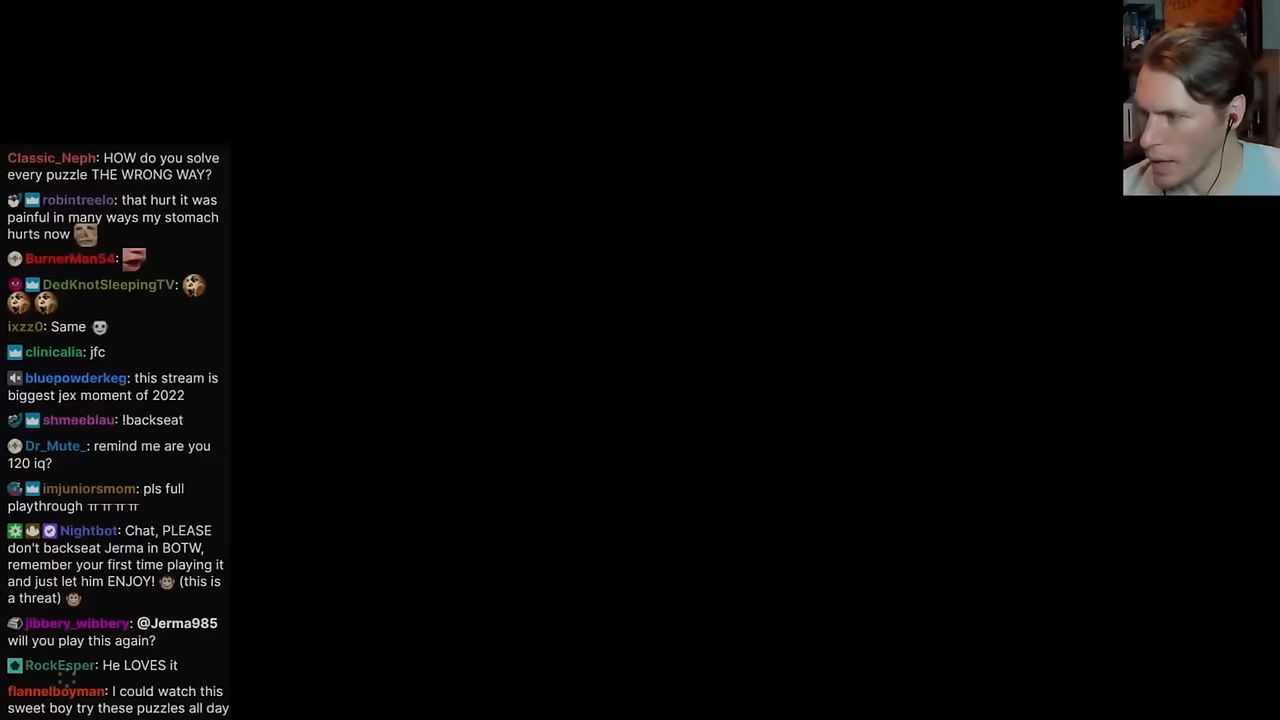 Classic_Neph: HOW do you solve
every puzzle THE WRONG WAY?
robintreelo: that hurt it was
painful in many ways my stomach
hurts now
BurnerMan54:
DedKnotSleepingTV:
ixzz0: Same
clinicalia: jfc
bluepowderkeg: this stream is
biggest jex moment of 2022
shmeeblau: !backseat
Dr_Mute_: remind me are you
120 iq?
imjuniorsmom: pls full
playthrough ㅠㅠㅠㅠ
Nightbot: Chat, PLEASE
don't backseat Jerma in BOTW,
remember your first time playing it
and just let him ENJOY! (this is
a threat)
jibbery_wibbery: @Jerma985
will you play this again?
RockEsper: He LOVES it
flannelboyman: I could watch this
sweet boy try these puzzles all day